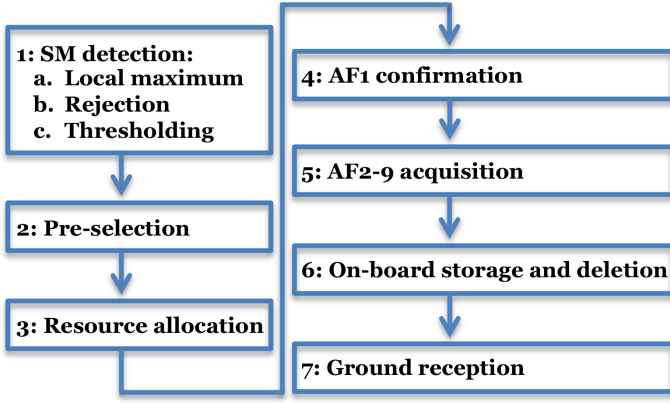 1: SM detection:
a. Local maximum
b. Rejection
c. Thresholding
2: Pre-selection
3: Resource allocation
4: AF1 confirmation
5: AF2-9 acquisition
6: On-board storage and deletion
7: Ground reception